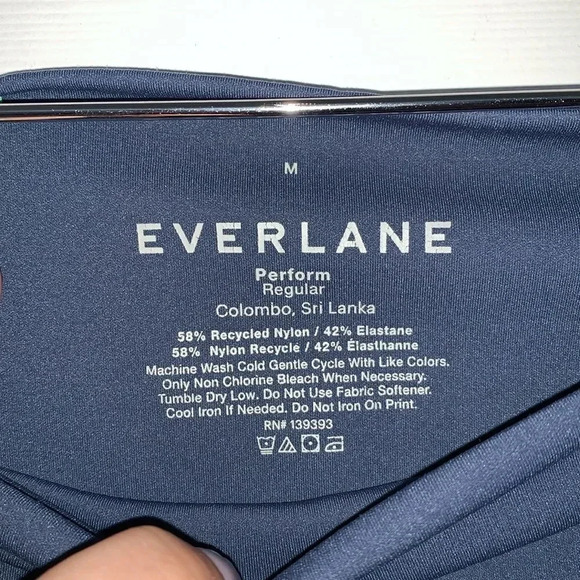 M
EVERLANE
Perform
Regular
Colombo, Sri Lanka
58% Recycled Nylon / 42% Elastane
58% Nylon Recyclé / 42% Élasthanne
Machine Wash Cold Gentle Cycle With Like Colors.
Only Non Chlorine Bleach When Necessary.
Tumble Dry Low. Do Not Use Fabric Softener.
Cool Iron If Needed. Do Not Iron On Print.
RN# 139393